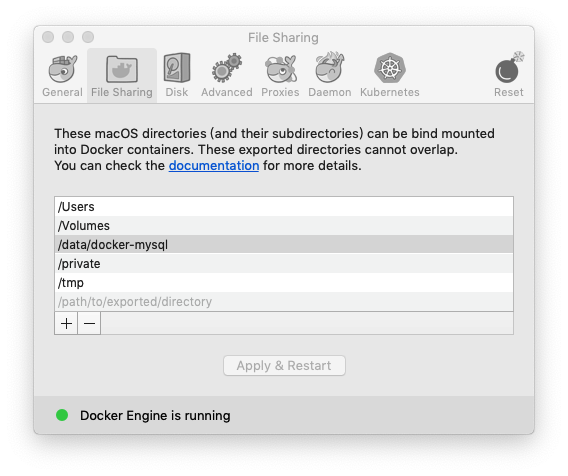 File Sharing
General File Sharing Disk Advanced Proxies Daemon Kubernetes Reset
These macOS directories (and their subdirectories) can be bind mounted
into Docker containers. These exported directories cannot overlap.
You can check the documentation for more details.
/Users
/Volumes
/data/docker-mysql
/private
/tmp
/path/to/exported/directory
+ −
Apply & Restart
Docker Engine is running